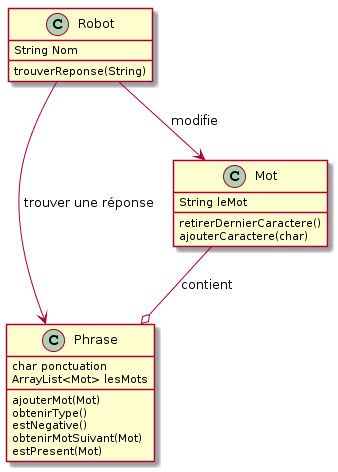 C Robot
String Nom
trouverReponse(String)
modifie
C Mot
String leMot
retirerDernierCaractere()
ajouterCaractere(char)
trouver une réponse
contient
C Phrase
char ponctuation
ArrayList<Mot> lesMots
ajouterMot(Mot)
obtenirType()
estNegative()
obtenirMotSuivant(Mot)
estPresent(Mot)